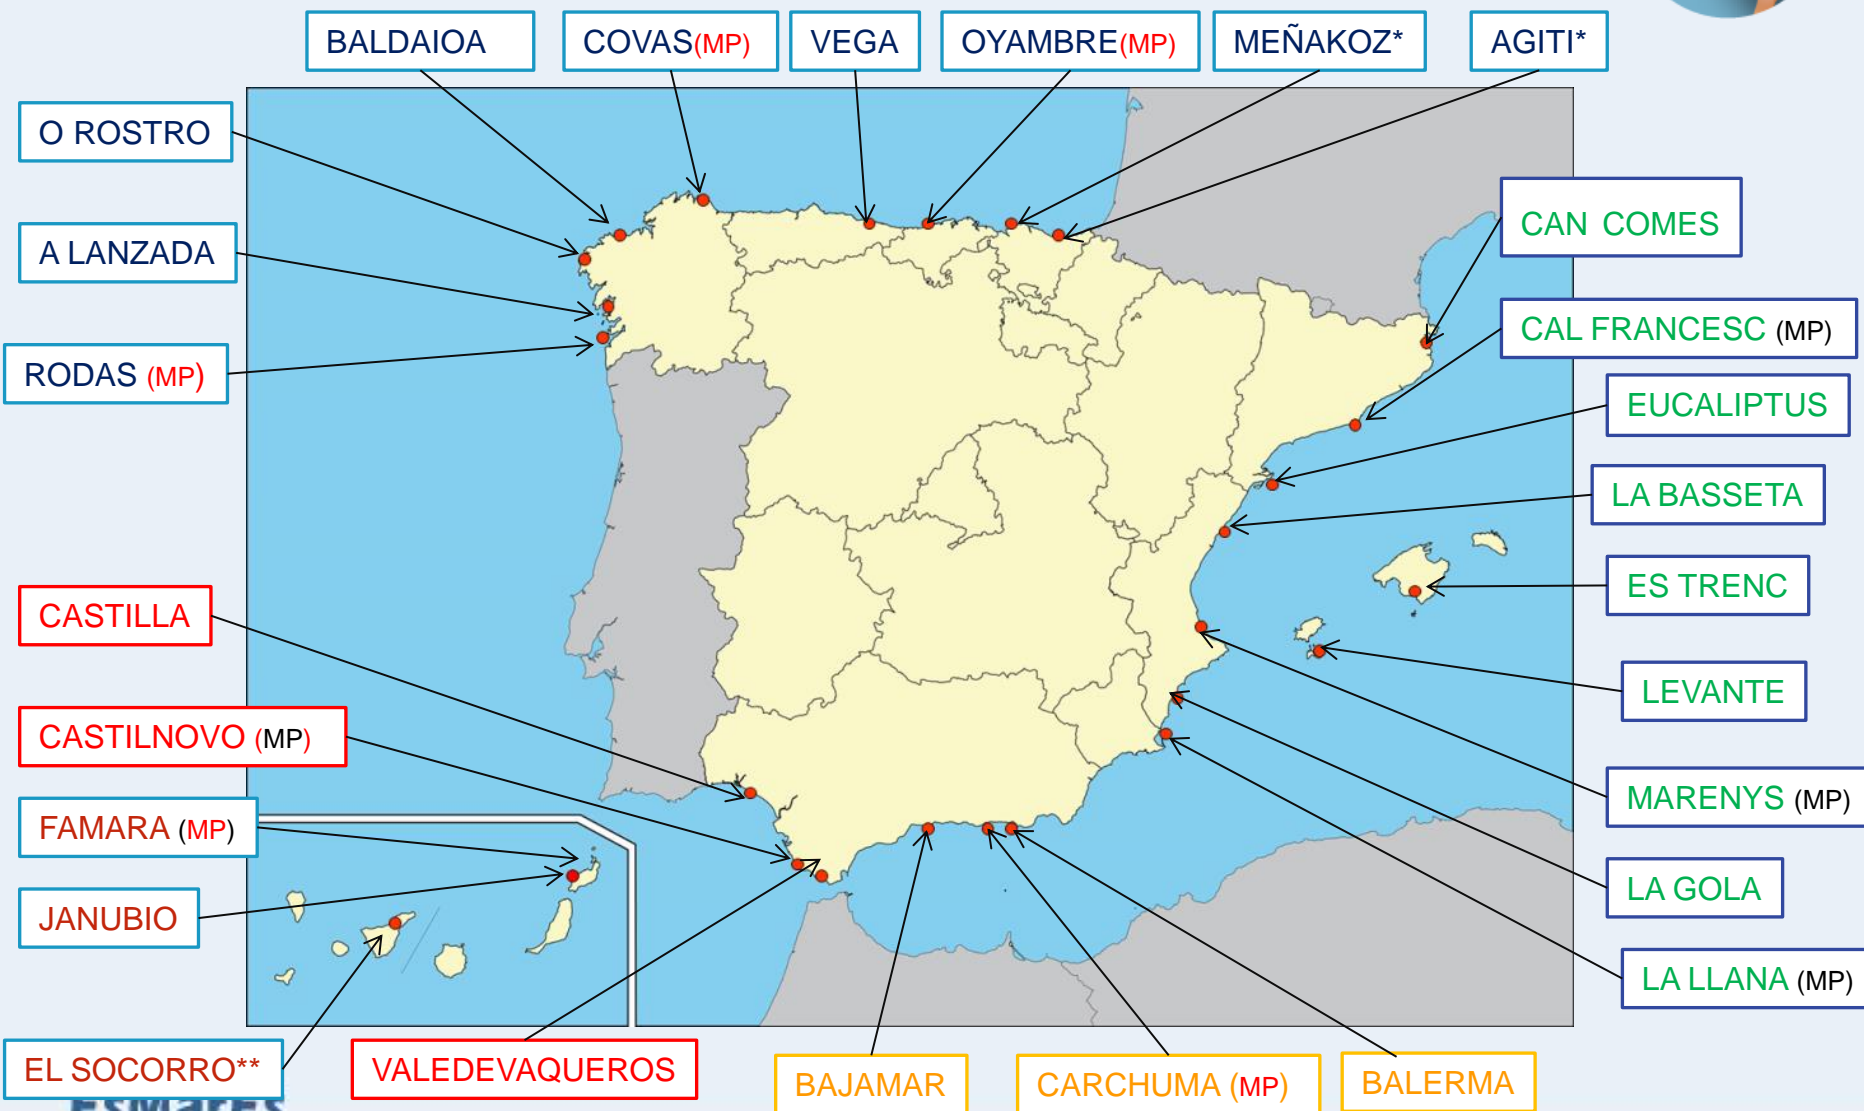 BALDAIOA
COVAS(MP)
VEGA
OYAMBRE(MP)
MEÑAKOZ*
AGITI*
O ROSTRO
A LANZADA
RODAS (MP)
CAN COMES
CAL FRANCESC (MP)
EUCALIPTUS
LA BASSETA
ES TRENC
LEVANTE
MARENYS (MP)
LA GOLA
LA LLANA (MP)
CASTILLA
CASTILNOVO (MP)
FAMARA (MP)
JANUBIO
EL SOCORRO**
VALEDEVAQUEROS
BAJAMAR
CARCHUMA (MP)
BALERMA
EsMarEs